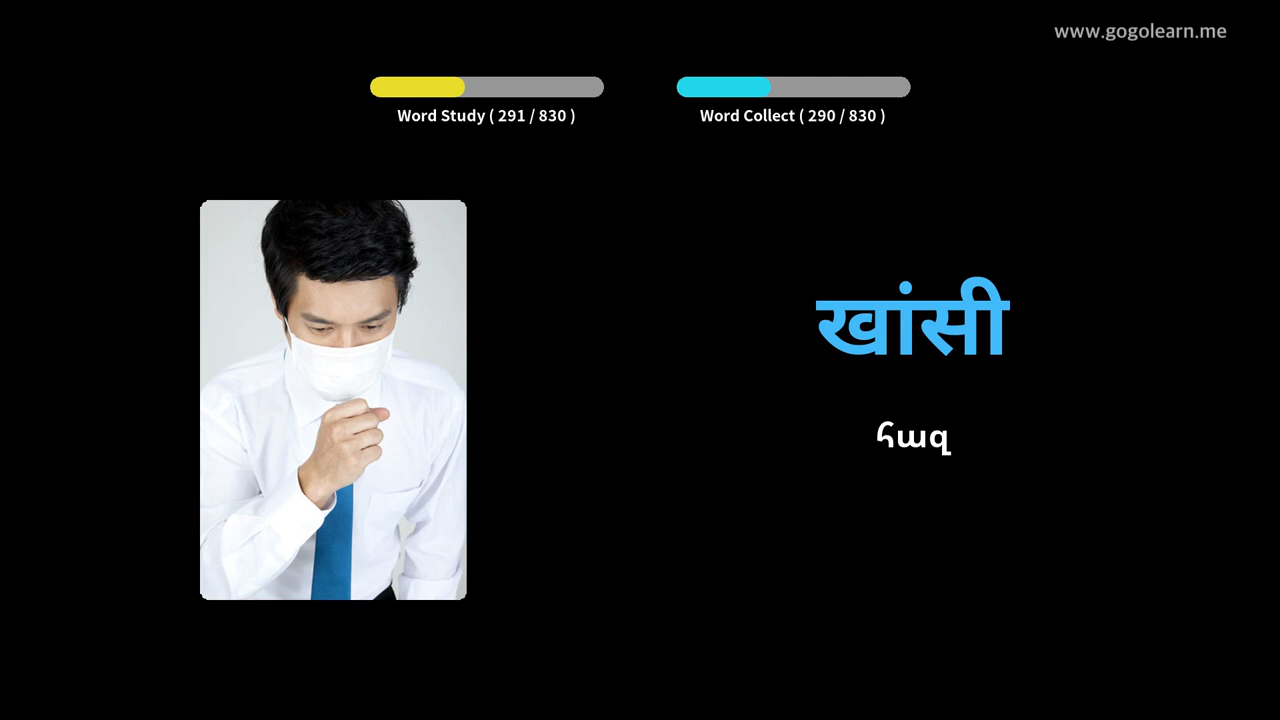 www.gogolearn.me
Word Study ( 291 / 830 )
Word Collect ( 290 / 830 )
खांसी
հազ